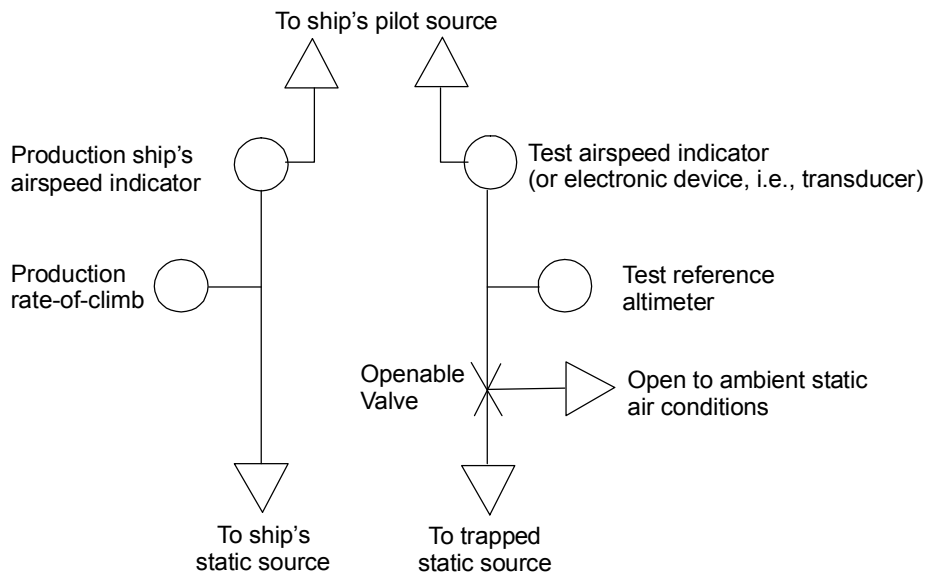 To ship’s pilot source
Production ship’s
airspeed indicator
Test airspeed indicator
(or electronic device, i.e., transducer)
Production
rate-of-climb
Test reference
altimeter
Openable
Valve
Open to ambient static
air conditions
To ship’s
static source
To trapped
static source